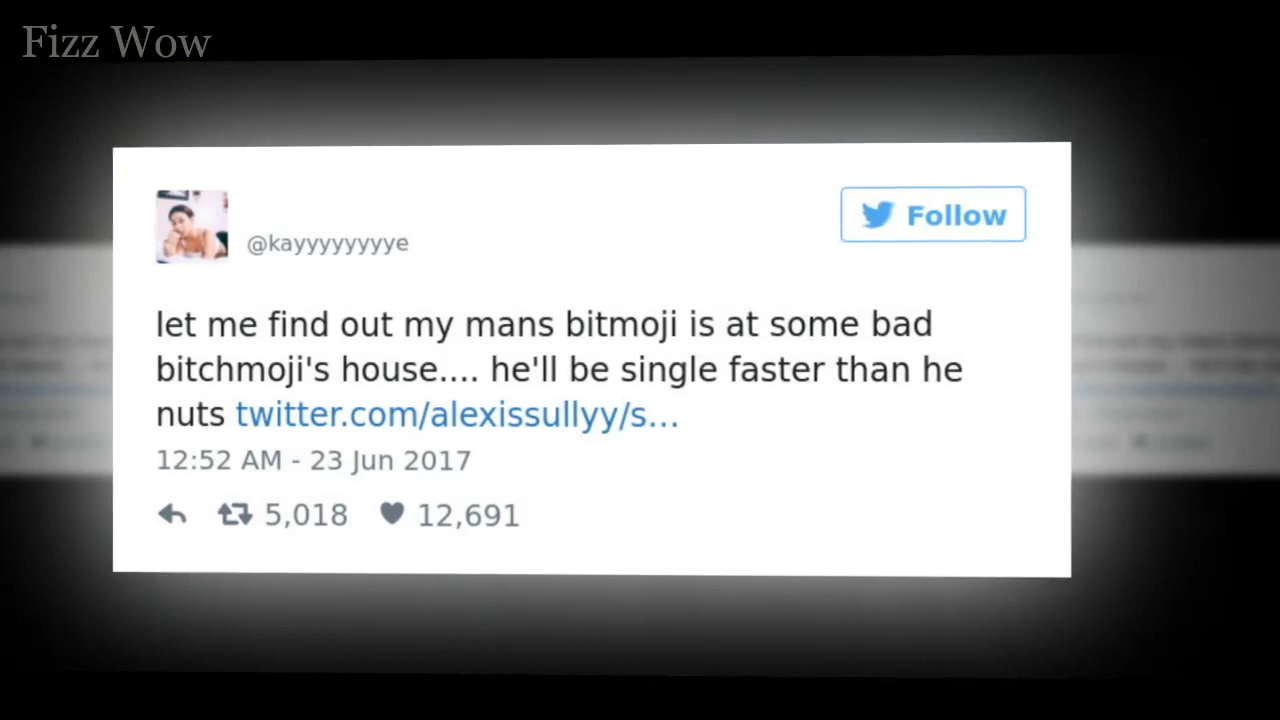 Fizz Wow
@kayyyyyyyye
Follow
let me find out my mans bitmoji is at some bad
bitchmoji's house.... he'll be single faster than he
nuts twitter.com/alexissullyy/s...
12:52 AM - 23 Jun 2017
5,018 12,691